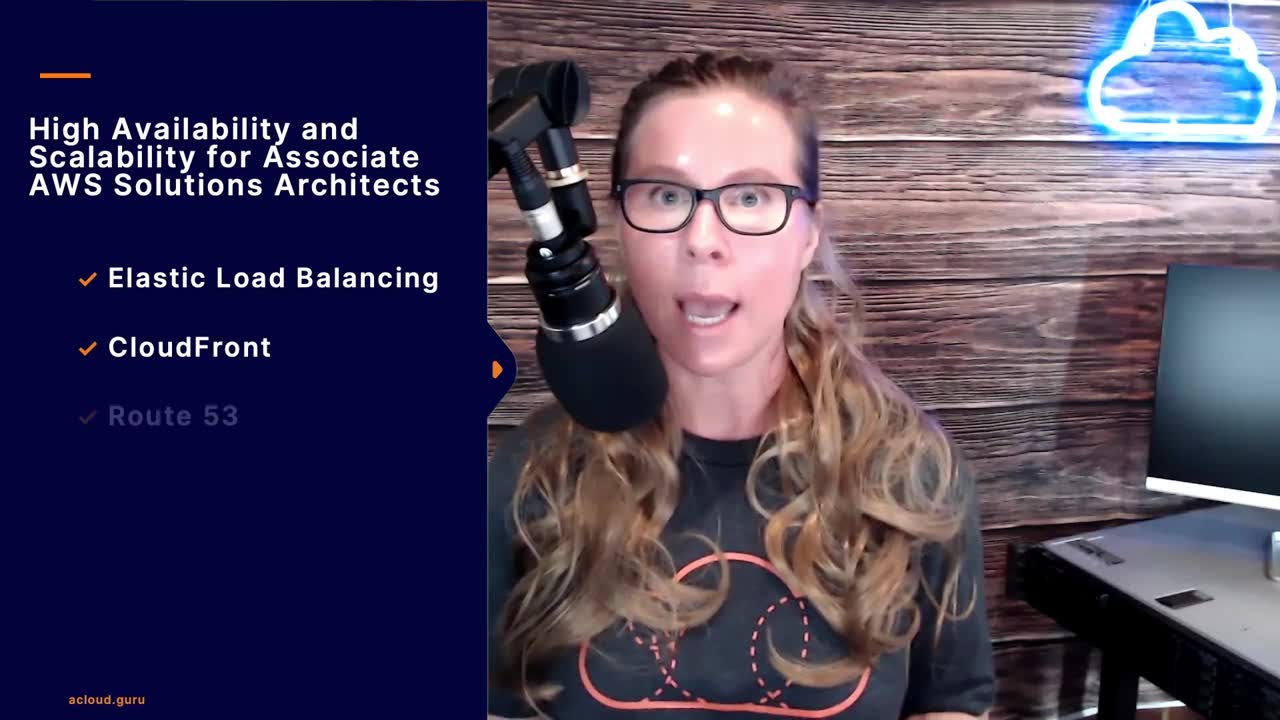 High Availability and
Scalability for Associate
AWS Solutions Architects
Elastic Load Balancing
CloudFront
Route 53
acloud.guru